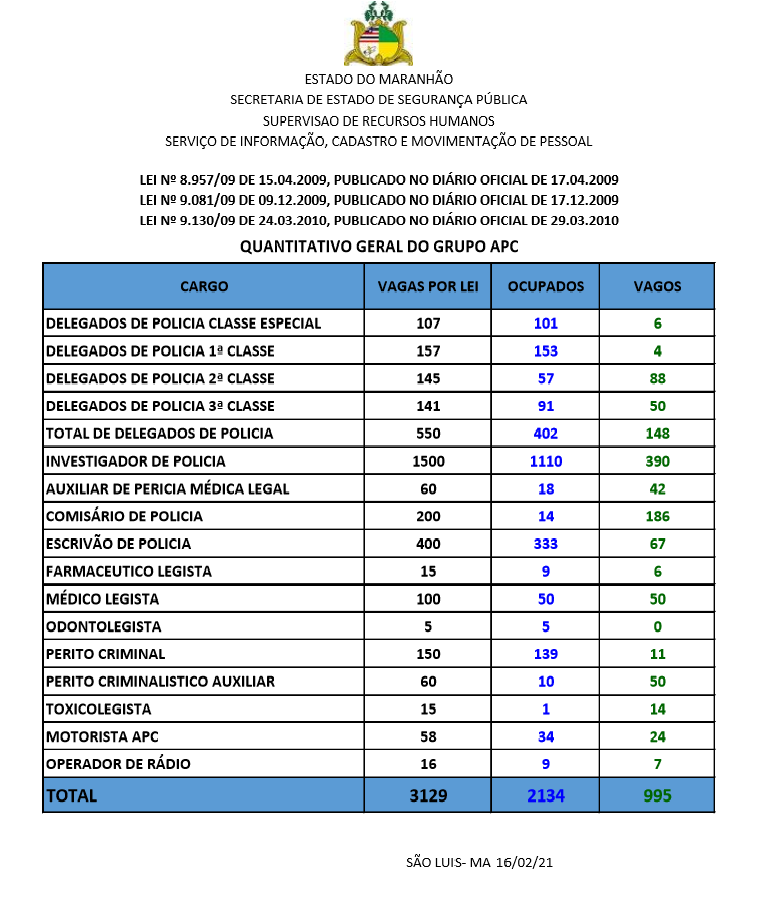 ESTADO DO MARANHÃO
SECRETARIA DE ESTADO DE SEGURANÇA PÚBLICA
SUPERVISAO DE RECURSOS HUMANOS
SERVIÇO DE INFORMAÇÃO, CADASTRO E MOVIMENTAÇÃO DE PESSOAL
LEI Nº 8.957/09 DE 15.04.2009, PUBLICADO NO DIÁRIO OFICIAL DE 17.04.2009
LEI Nº 9.081/09 DE 09.12.2009, PUBLICADO NO DIÁRIO OFICIAL DE 17.12.2009
LEI Nº 9.130/09 DE 24.03.2010, PUBLICADO NO DIÁRIO OFICIAL DE 29.03.2010
QUANTITATIVO GERAL DO GRUPO APC
CARGO VAGAS POR LEI OCUPADOS VAGOS
DELEGADOS DE POLICIA CLASSE ESPECIAL 107 101 6
DELEGADOS DE POLICIA 1ª CLASSE 157 153 4
DELEGADOS DE POLICIA 2ª CLASSE 145 57 88
DELEGADOS DE POLICIA 3ª CLASSE 141 91 50
TOTAL DE DELEGADOS DE POLICIA 550 402 148
INVESTIGADOR DE POLICIA 1500 1110 390
AUXILIAR DE PERICIA MÉDICA LEGAL 60 18 42
COMISÁRIO DE POLICIA 200 14 186
ESCRIVÃO DE POLICIA 400 333 67
FARMACEUTICO LEGISTA 15 9 6
MÉDICO LEGISTA 100 50 50
ODONTOLEGISTA 5 5 0
PERITO CRIMINAL 150 139 11
PERITO CRIMINALISTICO AUXILIAR 60 10 50
TOXICOLEGISTA 15 1 14
MOTORISTA APC 58 34 24
OPERADOR DE RÁDIO 16 9 7
TOTAL 3129 2134 995
SÃO LUIS- MA 16/02/21